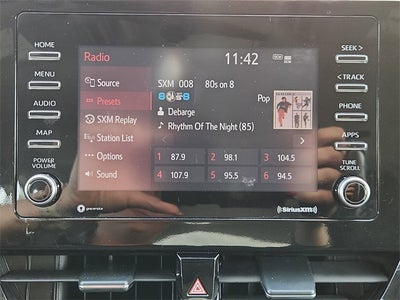 Radio
11:42
HOME
MENU
AUDIO
MAP
POWER
VOLUME
SEEK >
< TRACK
PHONE
APPS
TUNE
SCROLL
Source
Presets
SXM Replay
Station List
Options
Sound
SXM 008 80s on 8
Pop
Debarge
Rhythm Of The Night (85)
1 87.9
2 98.1
3 104.5
4 107.9
5 95.5
6 94.5
gracenote
((SiriusXM))